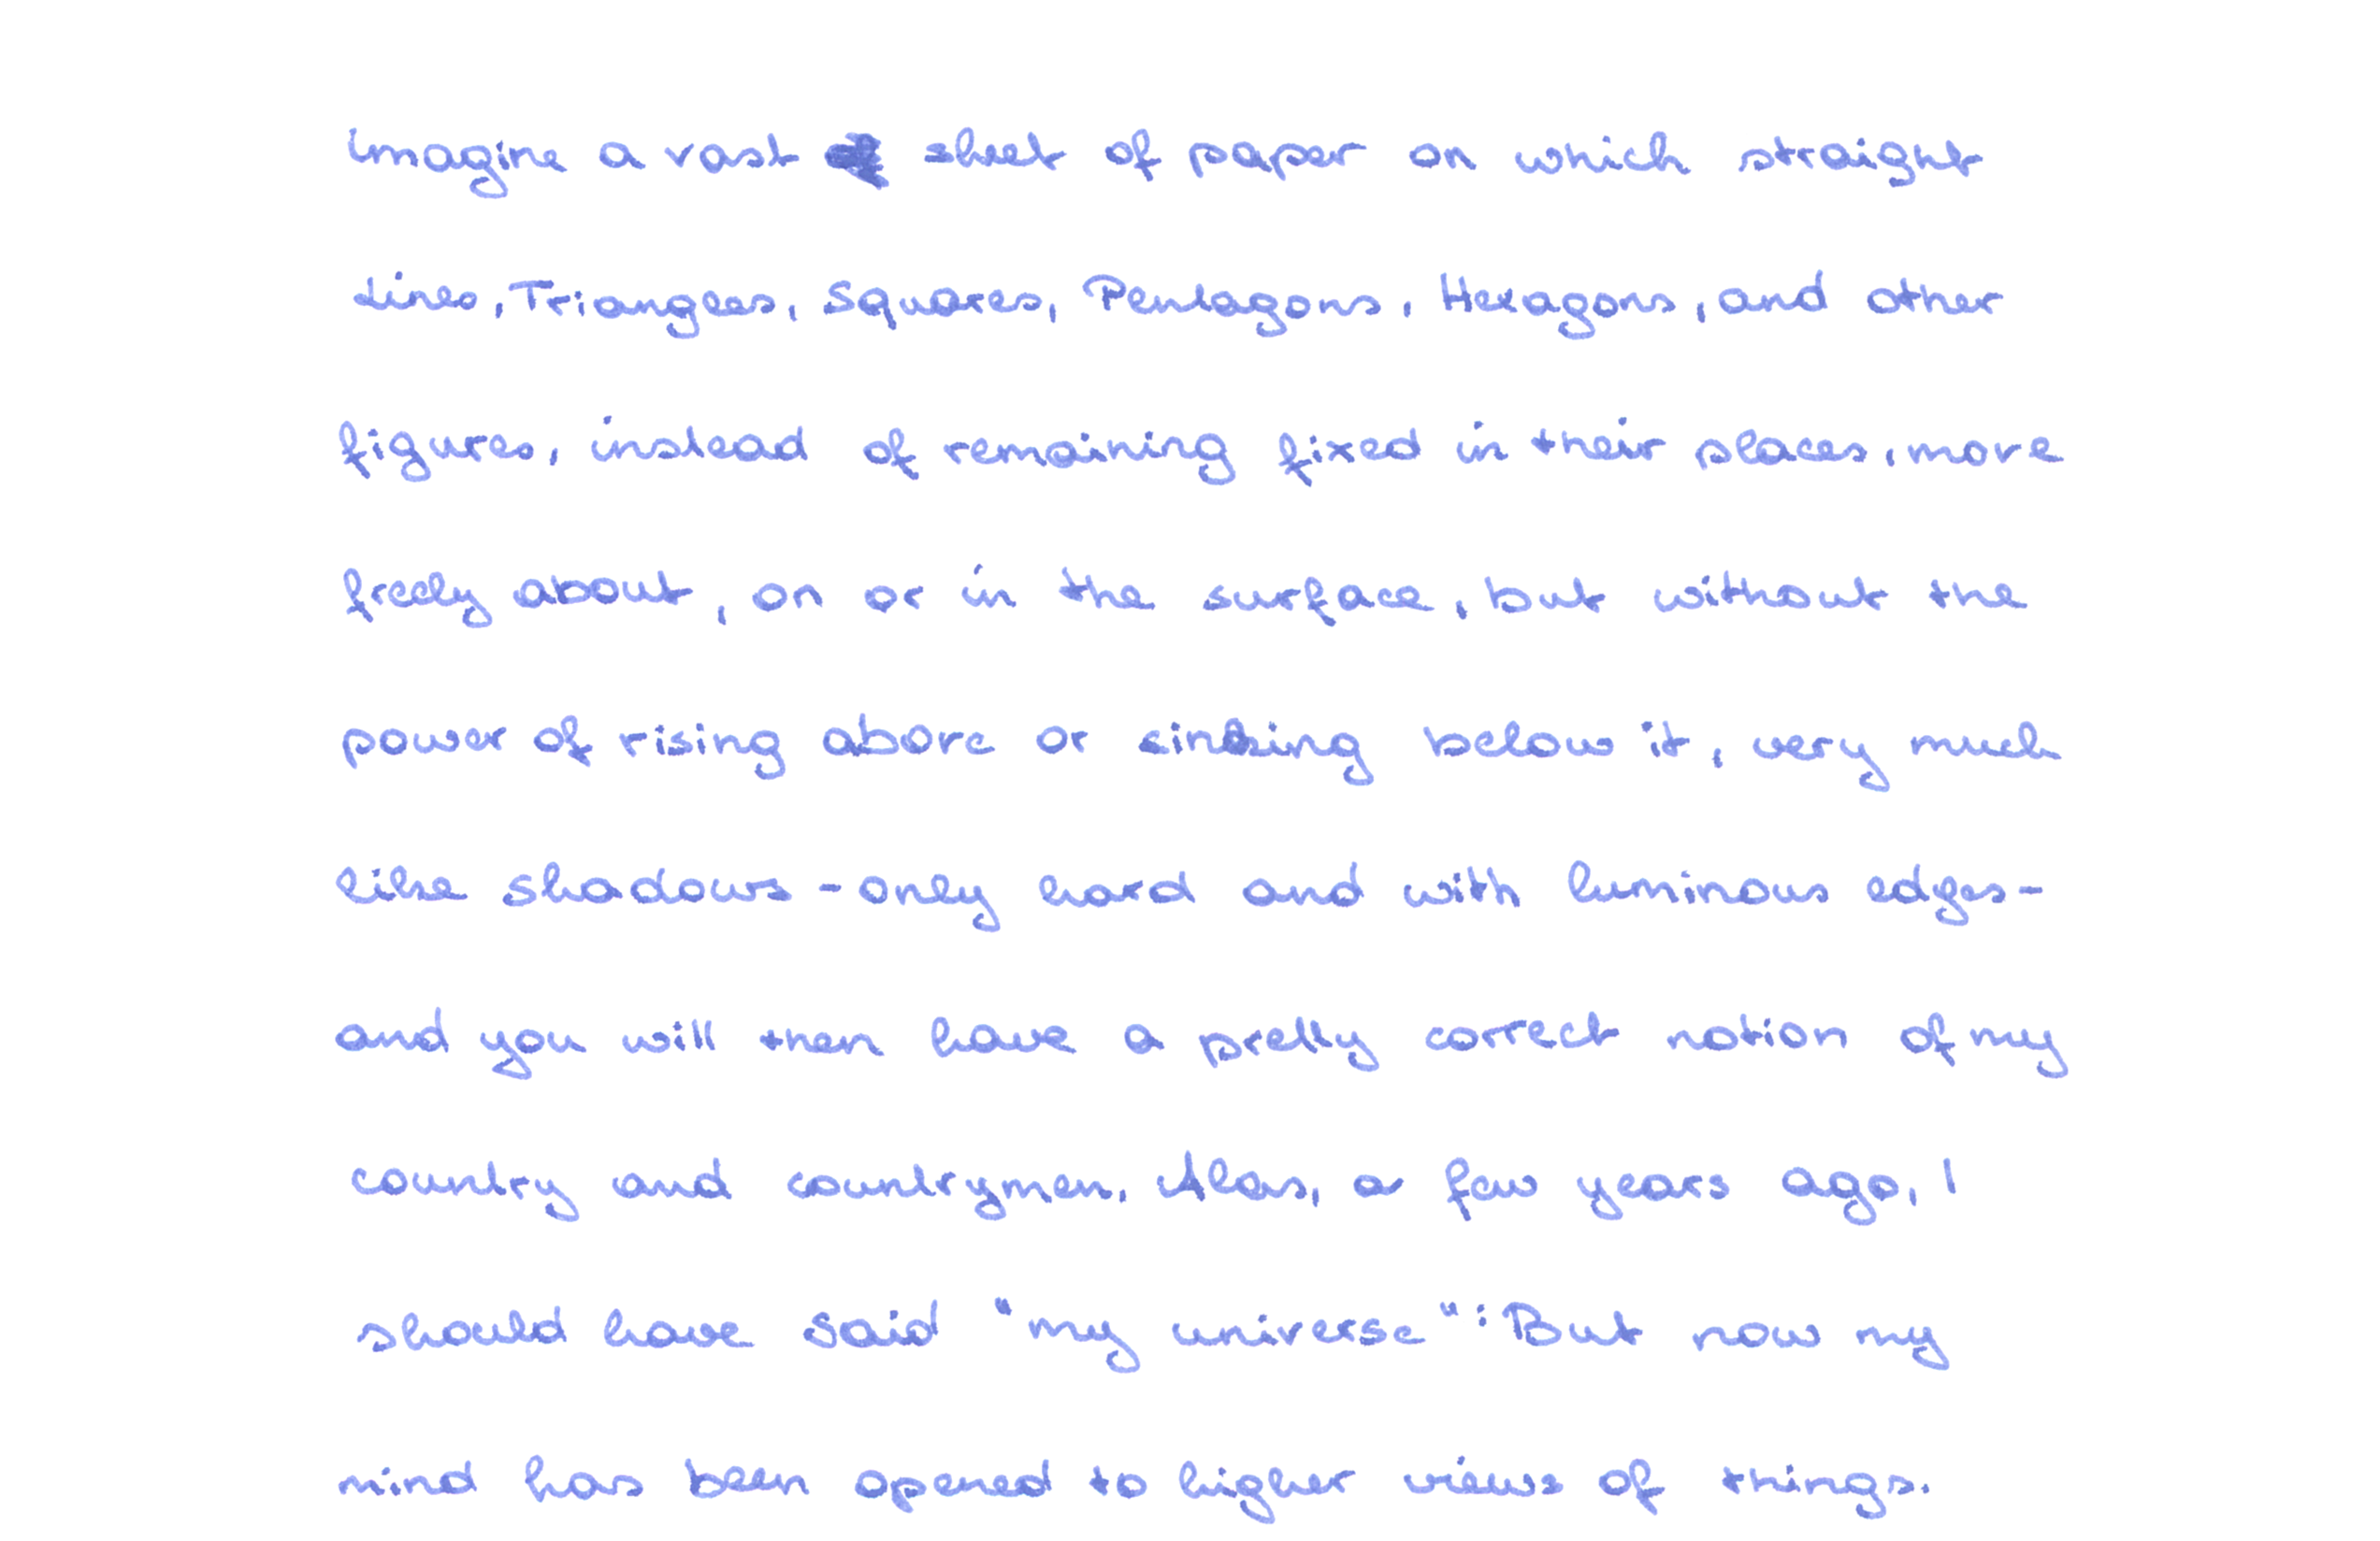 imagine a vast sheet of paper on which straight
Lines, Triangles, Squares, Pentagons, Hexagons, and other
figures, instead of remaining fixed in their places, move
freely about, on or in the surface, but without the
power of rising above or sinking below it, very much
like shadows - only hard and with luminous edges -
and you will then have a pretty correct notion of my
country and countrymen. Alas, a few years ago, I
should have said "my universe": But now my
mind has been opened to higher views of things.